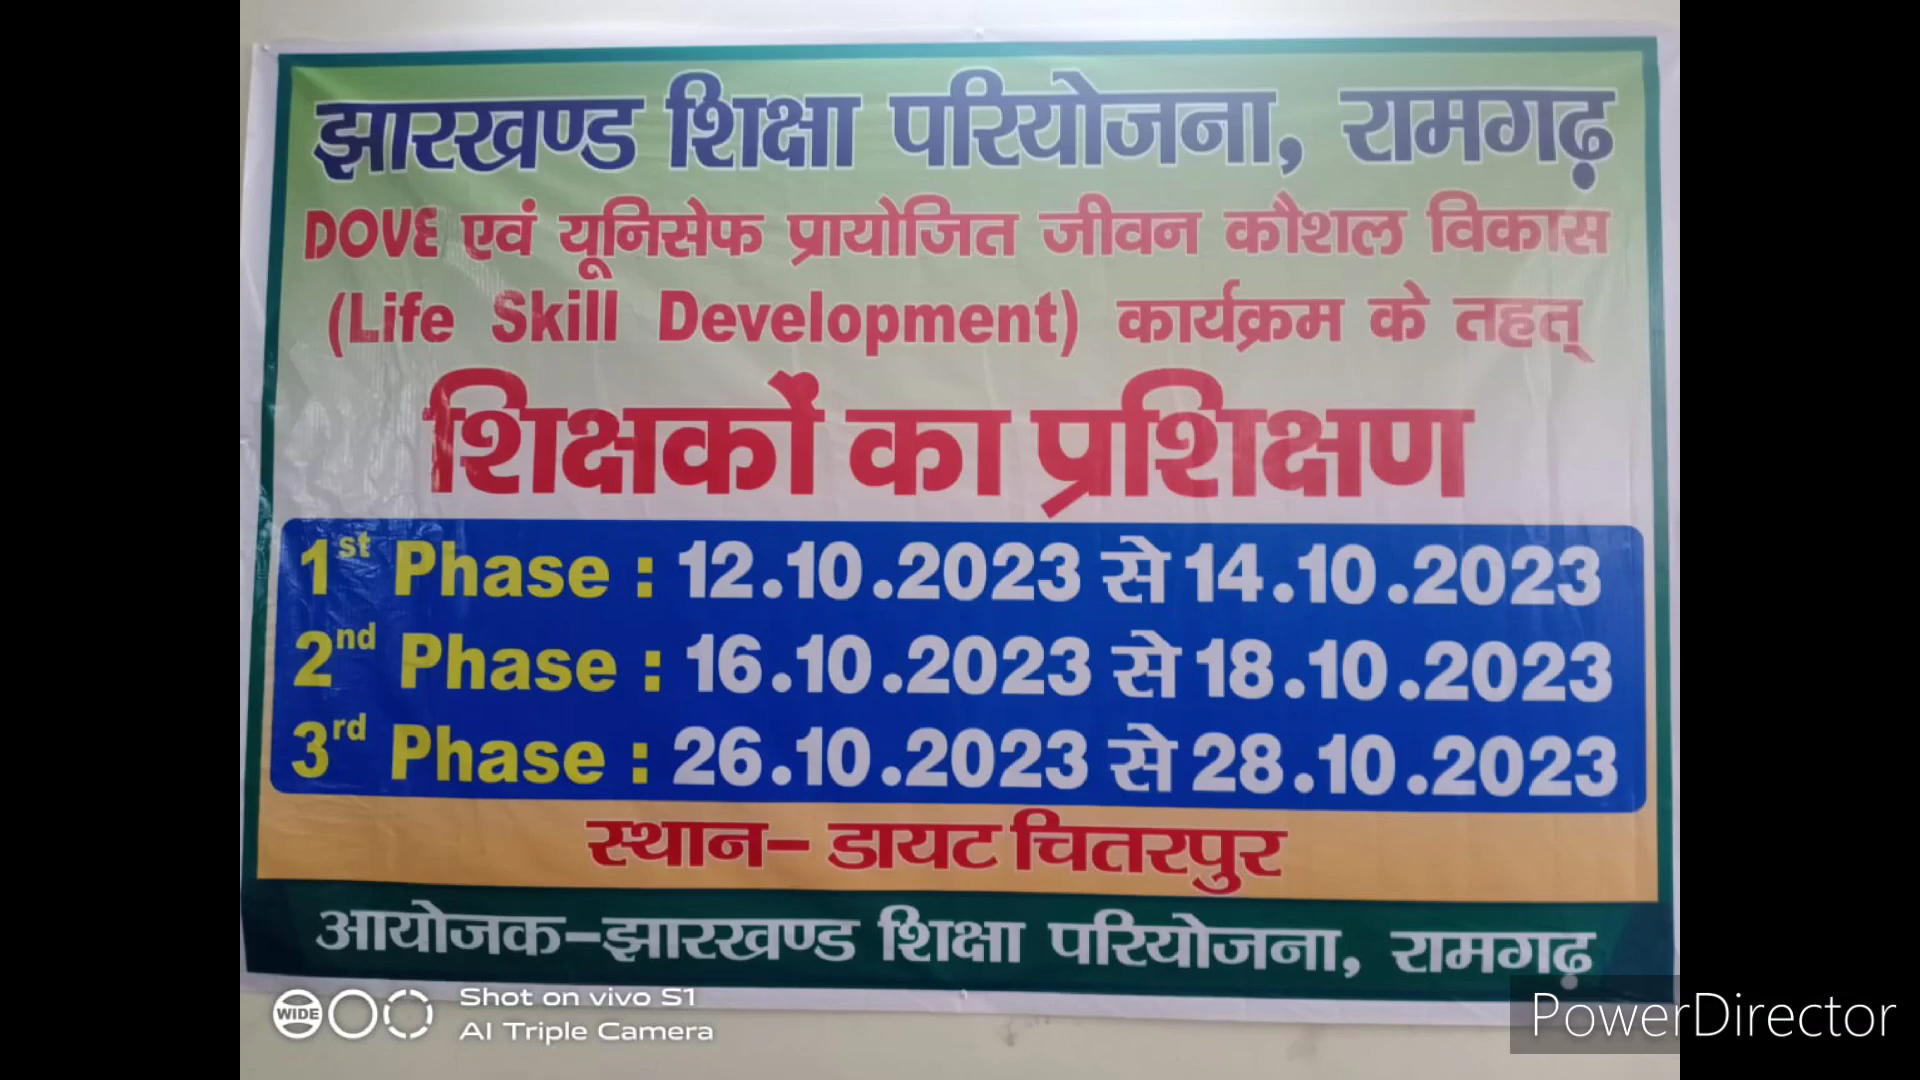 झारखण्ड शिक्षा परियोजना, रामगढ़
DOVE एवं यूनिसेफ प्रायोजित जीवन कौशल विकास
(Life Skill Development) कार्यक्रम के तहत्
शिक्षकों का प्रशिक्षण
1st Phase : 12.10.2023 से 14.10.2023
2nd Phase : 16.10.2023 से 18.10.2023
3rd Phase : 26.10.2023 से 28.10.2023
स्थान– डायट चितरपुर
आयोजक–झारखण्ड शिक्षा परियोजना, रामगढ़
WIDE
Shot on vivo S1
AI Triple Camera
PowerDirector